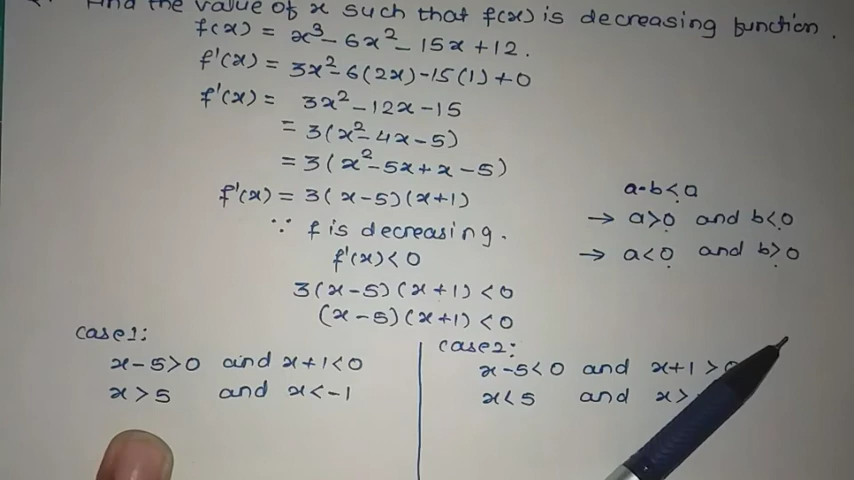 Find the value of x such that f(x) is decreasing function.
f(x) = x³ - 6x² - 15x + 12.
f'(x) = 3x² - 6(2x) - 15(1) + 0
f'(x) = 3x² - 12x - 15
= 3(x² - 4x - 5)
= 3(x² - 5x + x - 5)
f'(x) = 3(x-5)(x+1)
∵ f is decreasing.
f'(x) < 0
3(x-5)(x+1) < 0
(x-5)(x+1) < 0
a·b < 0
→ a>0 and b<0
→ a<0 and b>0
case1:
x-5>0 and x+1<0
x>5 and x<-1
case2:
x-5<0 and x+1>0
x<5 and x>